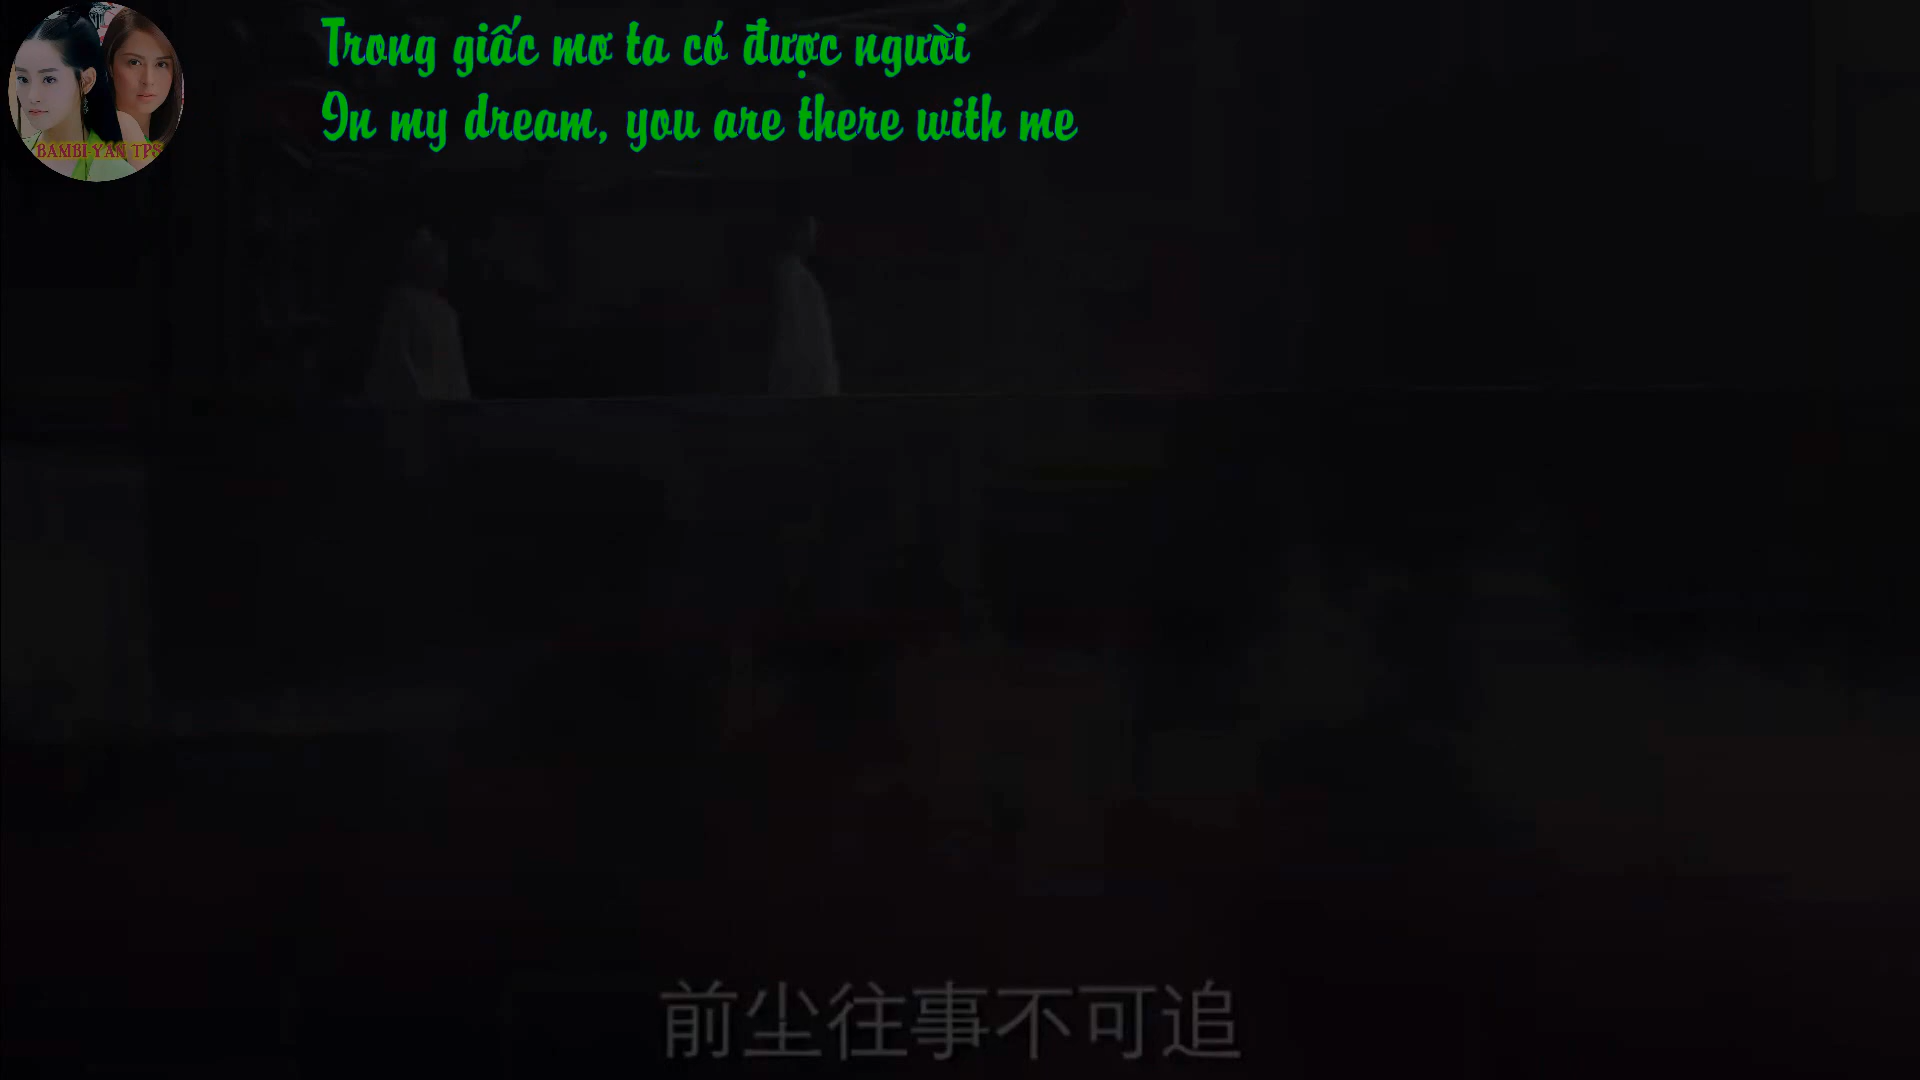 Trong giấc mơ ta có được người
In my dream, you are there with me
BAMBI-YAN TPS
前尘往事不可追